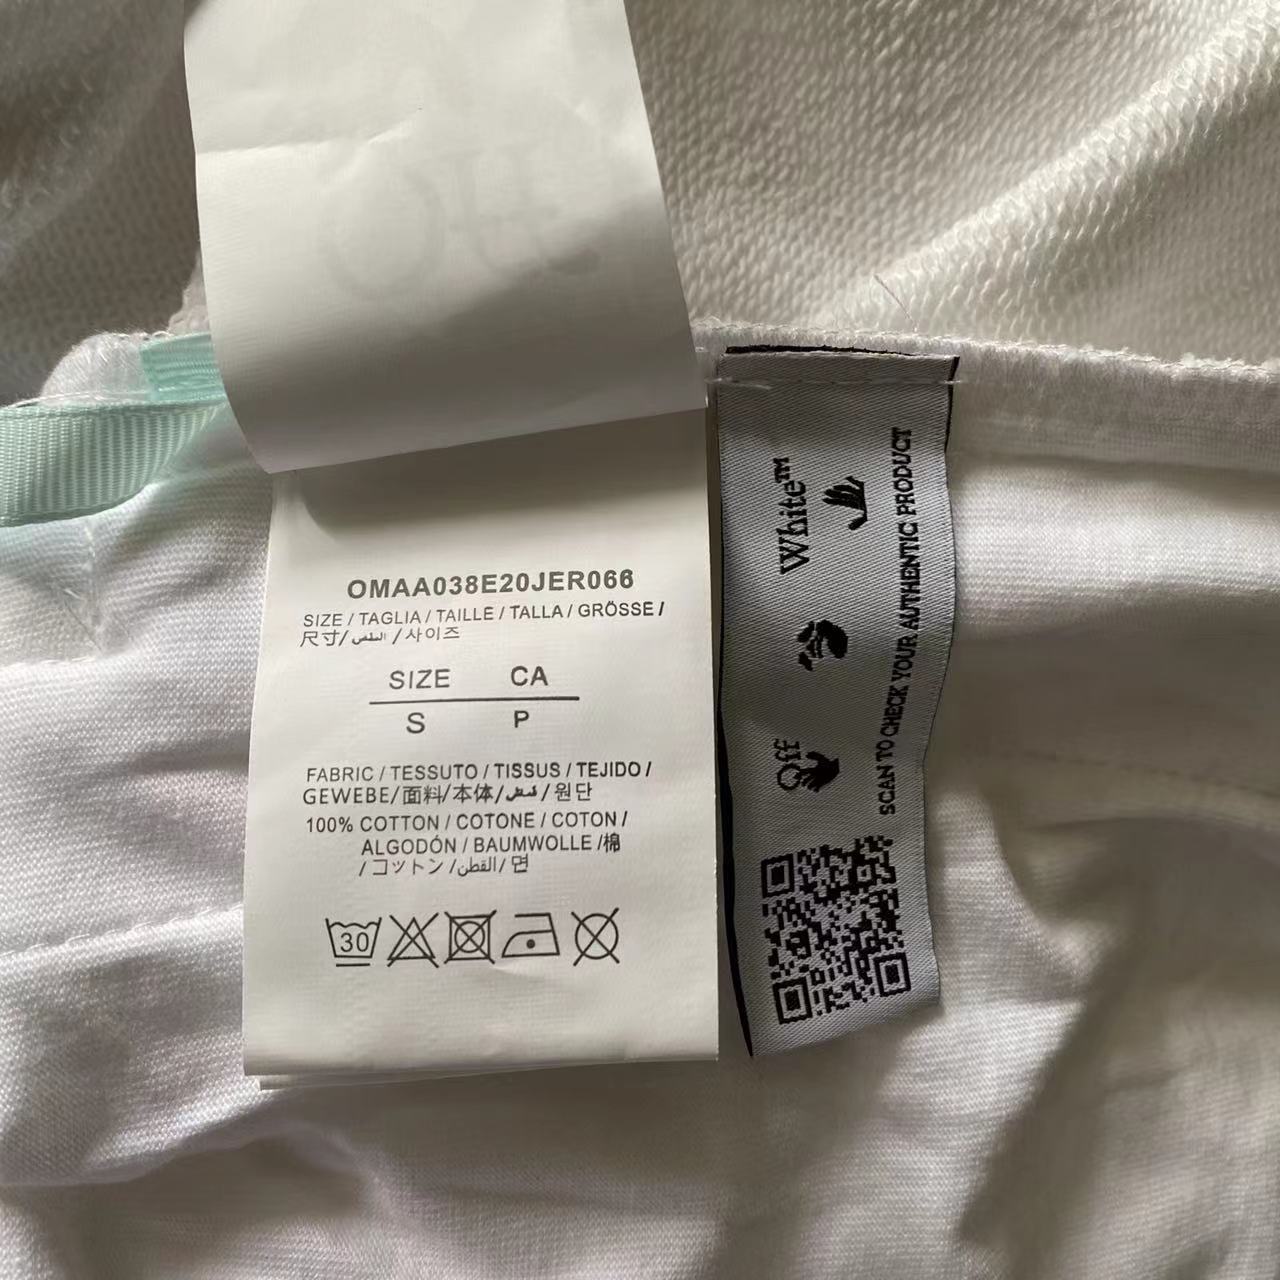 OMAA038E20JER066
SIZE / TAGLIA / TAILLE / TALLA / GRÖSSE /
尺寸/ / 사이즈
SIZE CA
S P
FABRIC / TESSUTO / TISSUS / TEJIDO /
GEWEBE/面料/本体/ / 원단
100% COTTON / COTONE / COTON /
ALGODÓN / BAUMWOLLE /棉
/ コットン /القطن/ 면
30
Off White™
SCAN TO CHECK YOUR AUTHENTIC PRODUCT